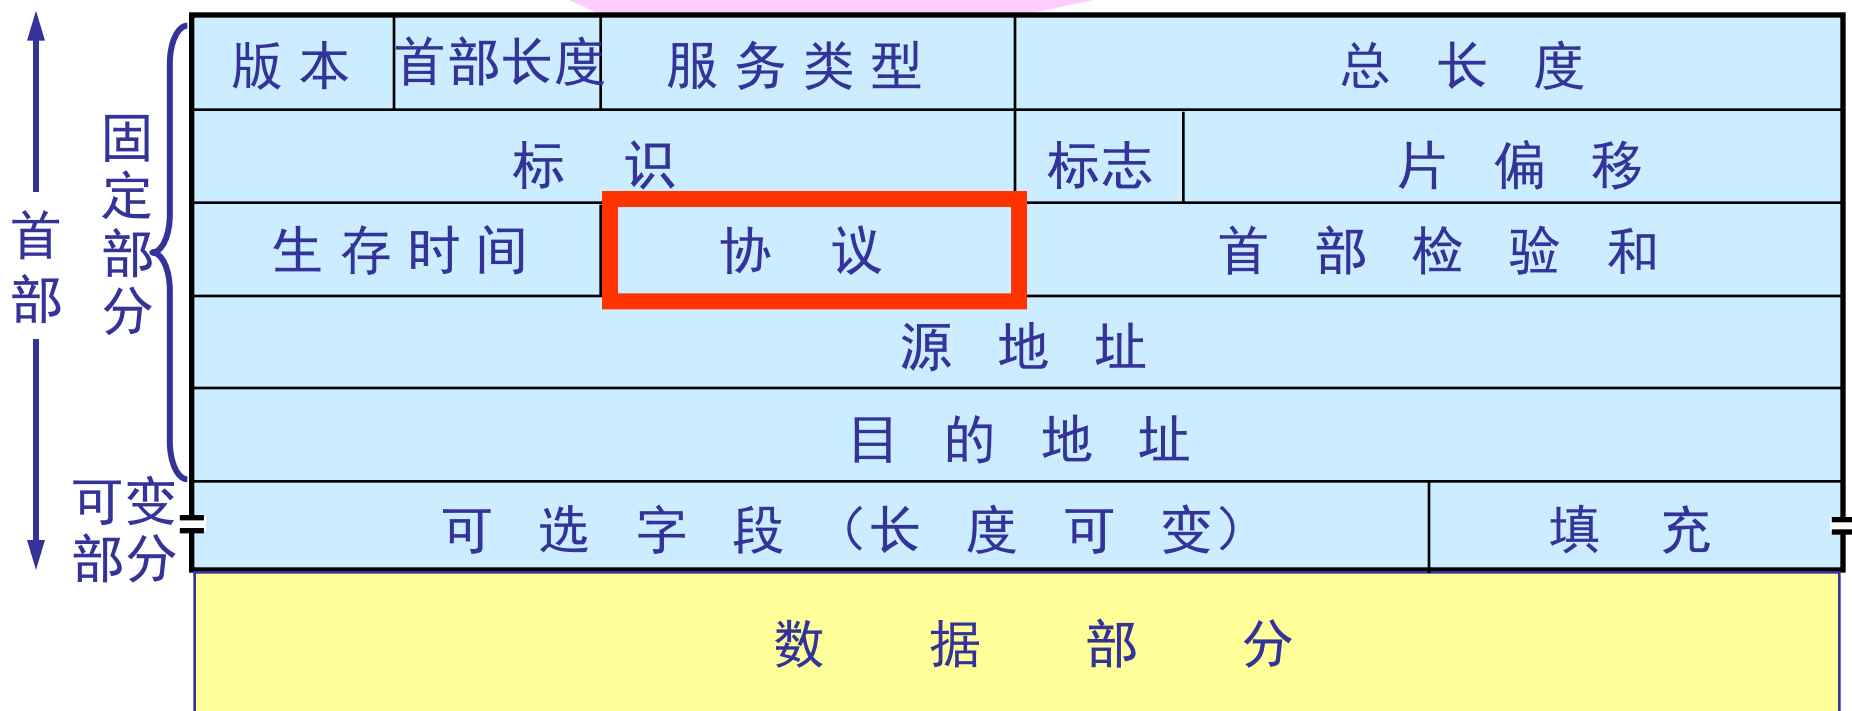 版本 首部长度 服务类型 总长度
标识 标志 片偏移
生存时间 协议 首部检验和
源地址
目的地址
可选字段（长度可变） 填充
数据部分
首部
固定部分
可变
部分